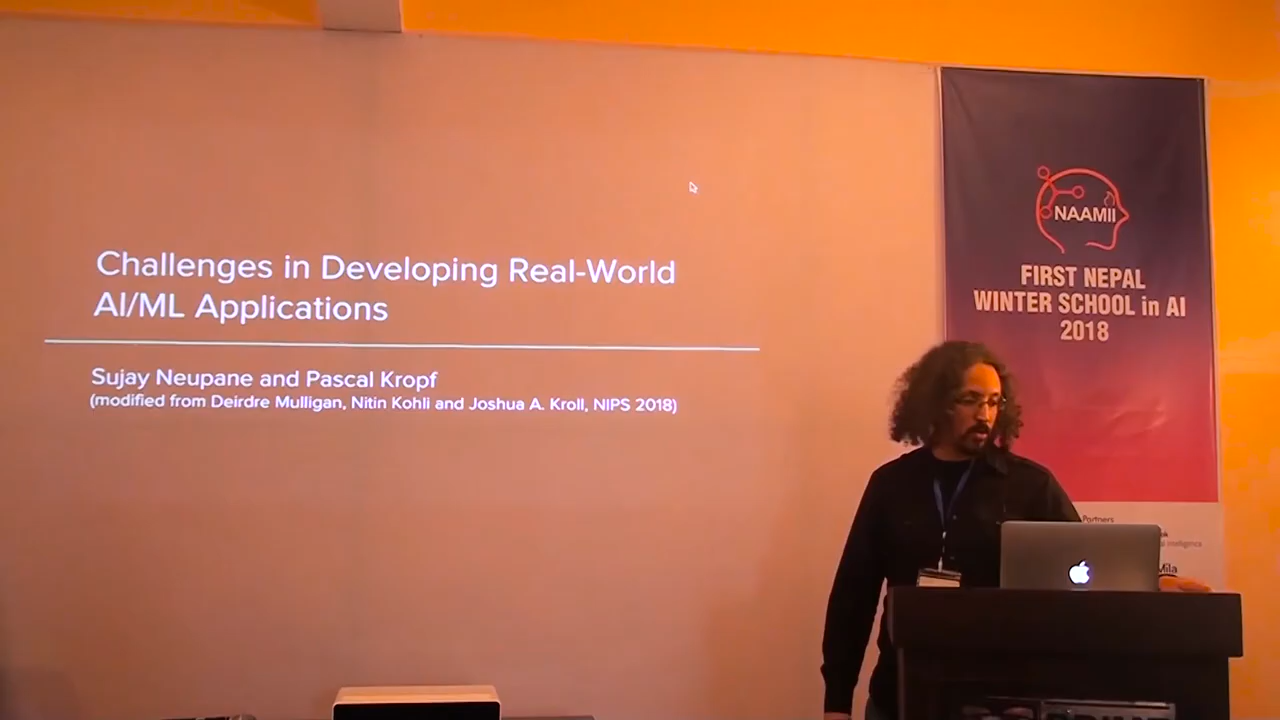 Challenges in Developing Real-World
AI/ML Applications
Sujay Neupane and Pascal Kropf
(modified from Deirdre Mulligan, Nitin Kohli and Joshua A. Kroll, NIPS 2018)
NAAMII
FIRST NEPAL
WINTER SCHOOL in AI
2018
Partners
Mila